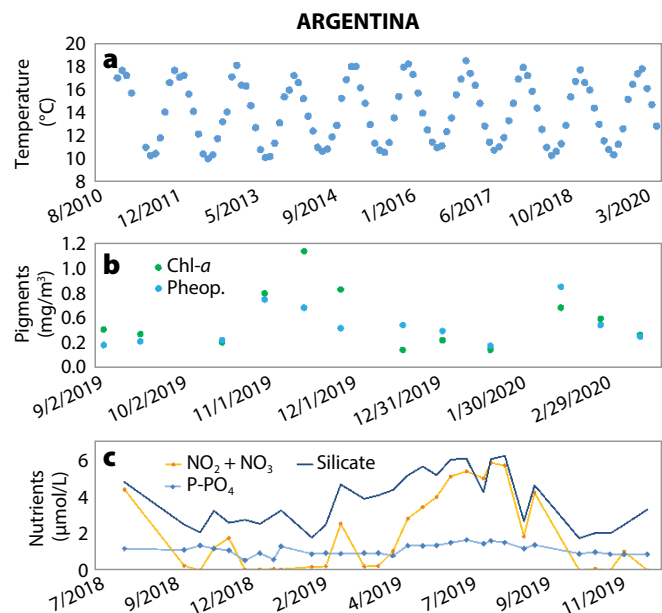 ARGENTINA
a
Temperature
(°C)
20
18
16
14
12
10
8
8/2010 12/2011 5/2013 9/2014 1/2016 6/2017 10/2018 3/2020
b
Chl-a
Pheop.
Pigments
(mg/m³)
1.2
1.0
0.8
0.6
0.4
0.2
0.0
9/2/2019 10/2/2019 11/1/2019 12/1/2019 12/31/2019 1/30/2020 2/29/2020
c
NO₂ + NO₃ Silicate
P-PO₄
Nutrients
(μmol/L)
6
4
2
0
7/2018 9/2018 12/2018 2/2019 4/2019 7/2019 9/2019 11/2019